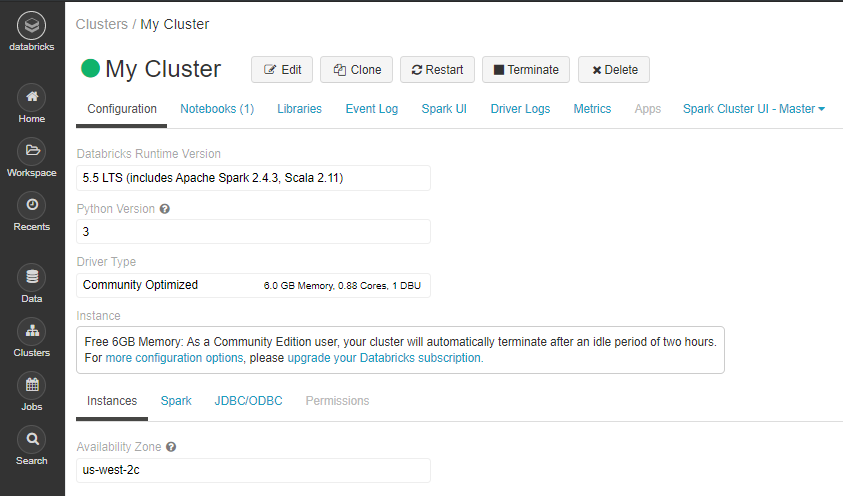 databricks
Home
Workspace
Recents
Data
Clusters
Jobs
Search
Clusters / My Cluster
My Cluster
Edit Clone Restart Terminate Delete
Configuration Notebooks (1) Libraries Event Log Spark UI Driver Logs Metrics Apps Spark Cluster UI - Master
Databricks Runtime Version
5.5 LTS (includes Apache Spark 2.4.3, Scala 2.11)
Python Version
3
Driver Type
Community Optimized 6.0 GB Memory, 0.88 Cores, 1 DBU
Instance
Free 6GB Memory: As a Community Edition user, your cluster will automatically terminate after an idle period of two hours.
For more configuration options, please upgrade your Databricks subscription.
Instances Spark JDBC/ODBC Permissions
Availability Zone
us-west-2c